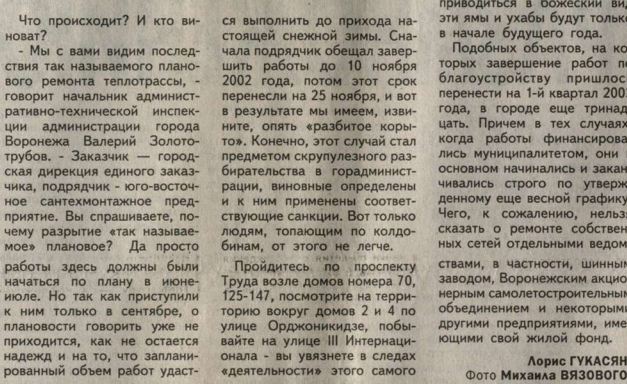 Что происходит? И кто ви-
новат?
- Мы с вами видим послед-
ствия так называемого плано-
вого ремонта теплотрассы, -
говорит начальник админист-
ративно-технической инспек-
ции администрации города
Воронежа Валерий Золото-
трубов. - Заказчик — город-
ская дирекция единого заказ-
чика, подрядчик - юго-восточ-
ное сантехмонтажное пред-
приятие. Вы спрашиваете, по-
чему разрытие «так называе-
мое» плановое? Да просто
работы здесь должны были
начаться по плану в июне-
июле. Но так как приступили
к ним только в сентябре, о
плановости говорить уже не
приходится, как не остается
надежд и на то, что заплани-
рованный объем работ удаст-
ся выполнить до прихода на-
стоящей снежной зимы. Сна-
чала подрядчик обещал завер-
шить работы до 10 ноября
2002 года, потом этот срок
перенесли на 25 ноября, и вот
в результате мы имеем, изви-
ните, опять «разбитое коры-
то». Конечно, этот случай стал
предметом скрупулезного раз-
бирательства в горадминист-
рации, виновные определены
и к ним применены соответ-
ствующие санкции. Вот только
людям, топающим по колдо-
бинам, от этого не легче.
Пройдитесь по проспекту
Труда возле домов номера 70,
125-147, посмотрите на терри-
торию вокруг домов 2 и 4 по
улице Орджоникидзе, побы-
вайте на улице III Интернаци-
онала - вы увязнете в следах
«деятельности» этого самого
приводиться в божеский вид,
эти ямы и ухабы будут только
в начале будущего года.
Подобных объектов, на ко-
торых завершение работ по
благоустройству пришлос
перенести на 1-й квартал 200
года, в городе еще тринад-
цать. Причем в тех случаях,
когда работы финансирова-
лись муниципалитетом, они
основном начинались и закан-
чивались строго по утверж-
денному еще весной графику.
Чего, к сожалению, нельз
сказать о ремонте собствен-
ных сетей отдельными ведом-
ствами, в частности, шинным
заводом, Воронежским акцио-
нерным самолетостроительным
объединением и некоторыми
другими предприятиями, име-
ющими свой жилой фонд.
Лорис ГУКАСЯН.
Фото Михаила ВЯЗОВОГО